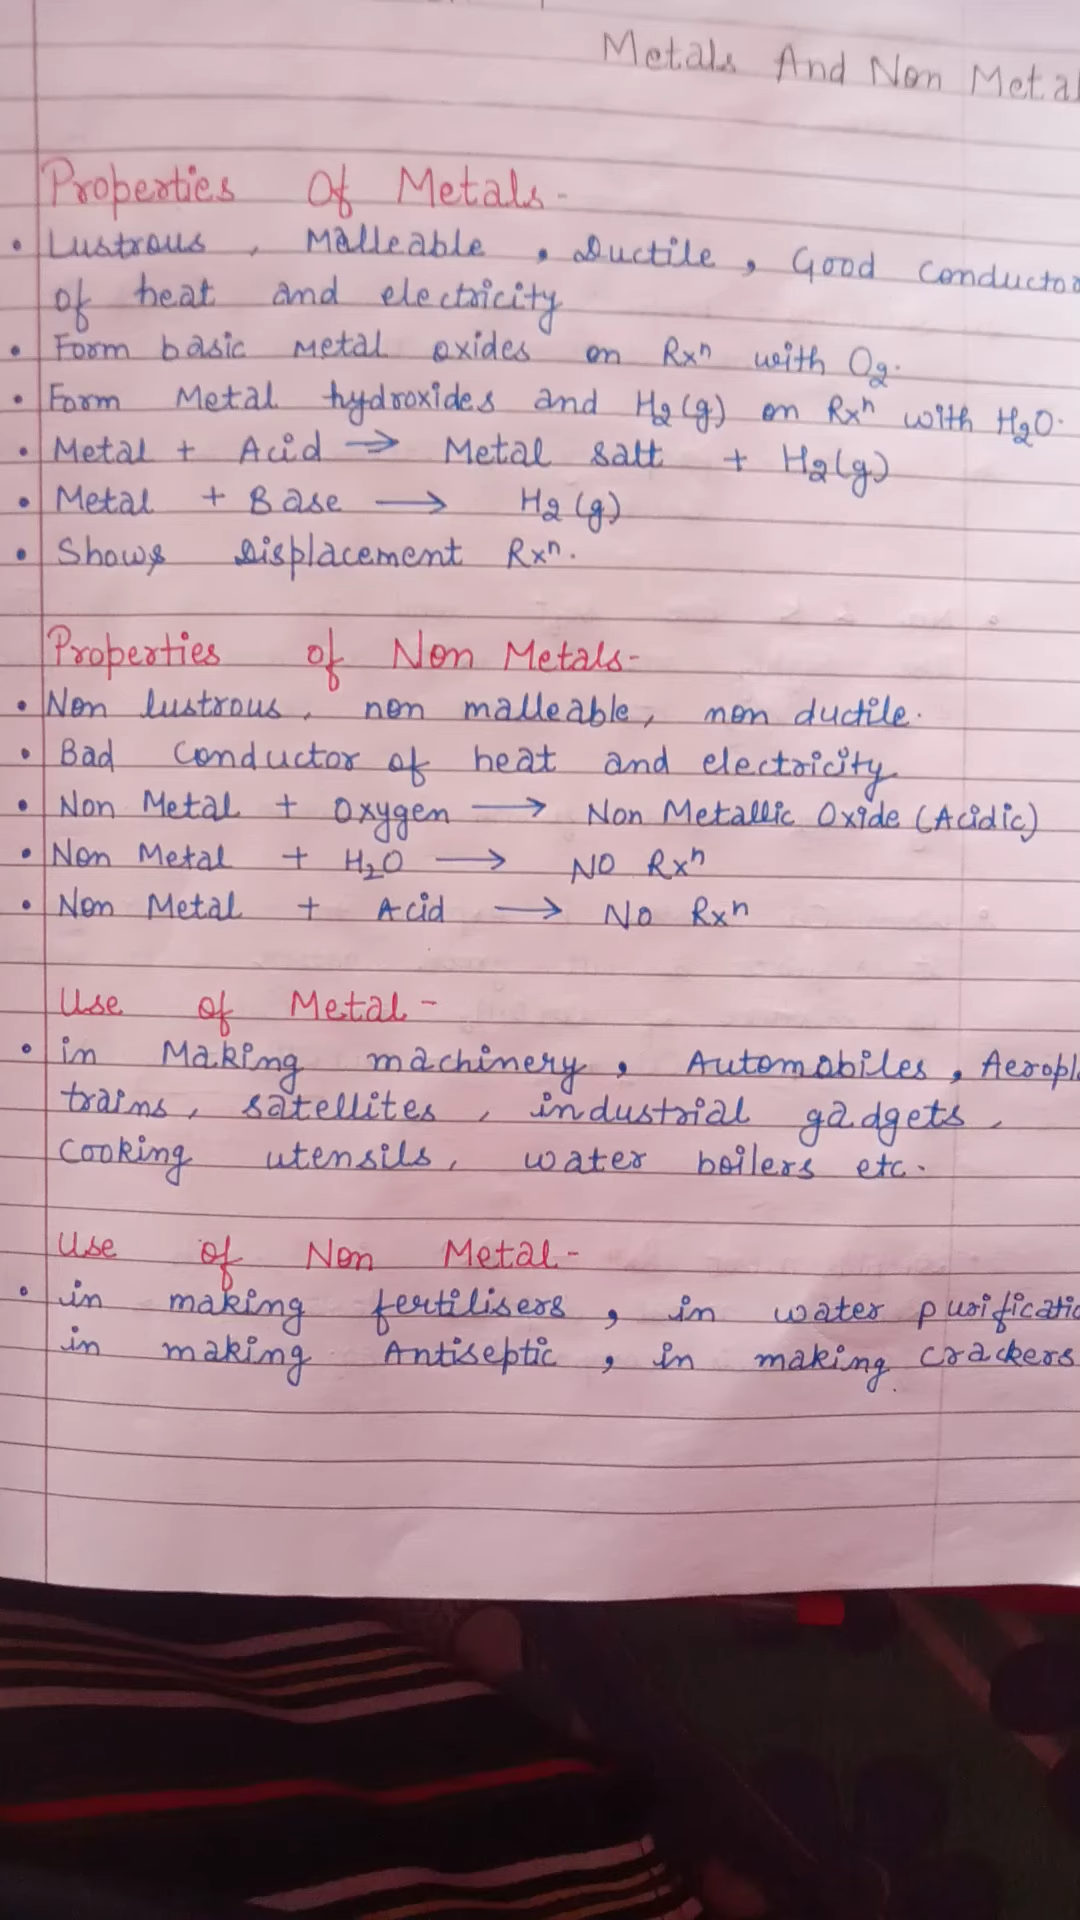 Metals And Non Metal
Properties Of Metals-
• Lustrous, Malleable, Ductile, Good Conductor
of heat and electricity
• Form basic metal oxides on Rxⁿ with O₂.
• Form Metal hydroxides and H₂(g) on Rxⁿ with H₂O.
• Metal + Acid → Metal salt + H₂(g)
• Metal + Base → H₂(g)
• Shows Displacement Rxⁿ.
Properties of Non Metals-
• Non lustrous, non malleable, non ductile.
• Bad Conductor of heat and electricity
• Non Metal + Oxygen → Non Metallic Oxide (Acidic)
• Non Metal + H₂O → NO Rxⁿ
• Non Metal + Acid → No Rxⁿ
Use of Metal-
• in Making machinery, Automobiles, Aeropl
trains, satellites, industrial gadgets,
Cooking utensils, water boilers etc.
Use of Non Metal-
• in making fertilisers, in water purificatio
in making Antiseptic, in making crackers